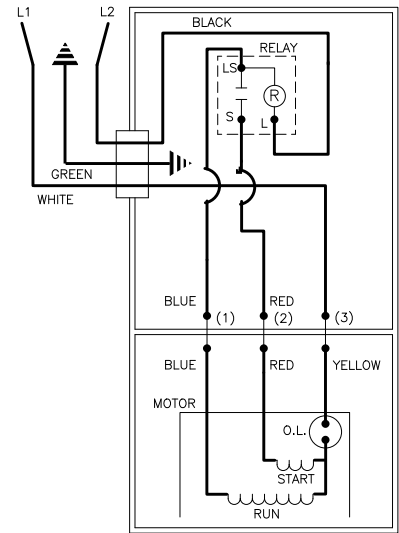 L1
L2
BLACK
RELAY
LS
R
S
L
GREEN
WHITE
BLUE
RED
(1)
(2)
(3)
BLUE
RED
YELLOW
MOTOR
O.L.
START
RUN